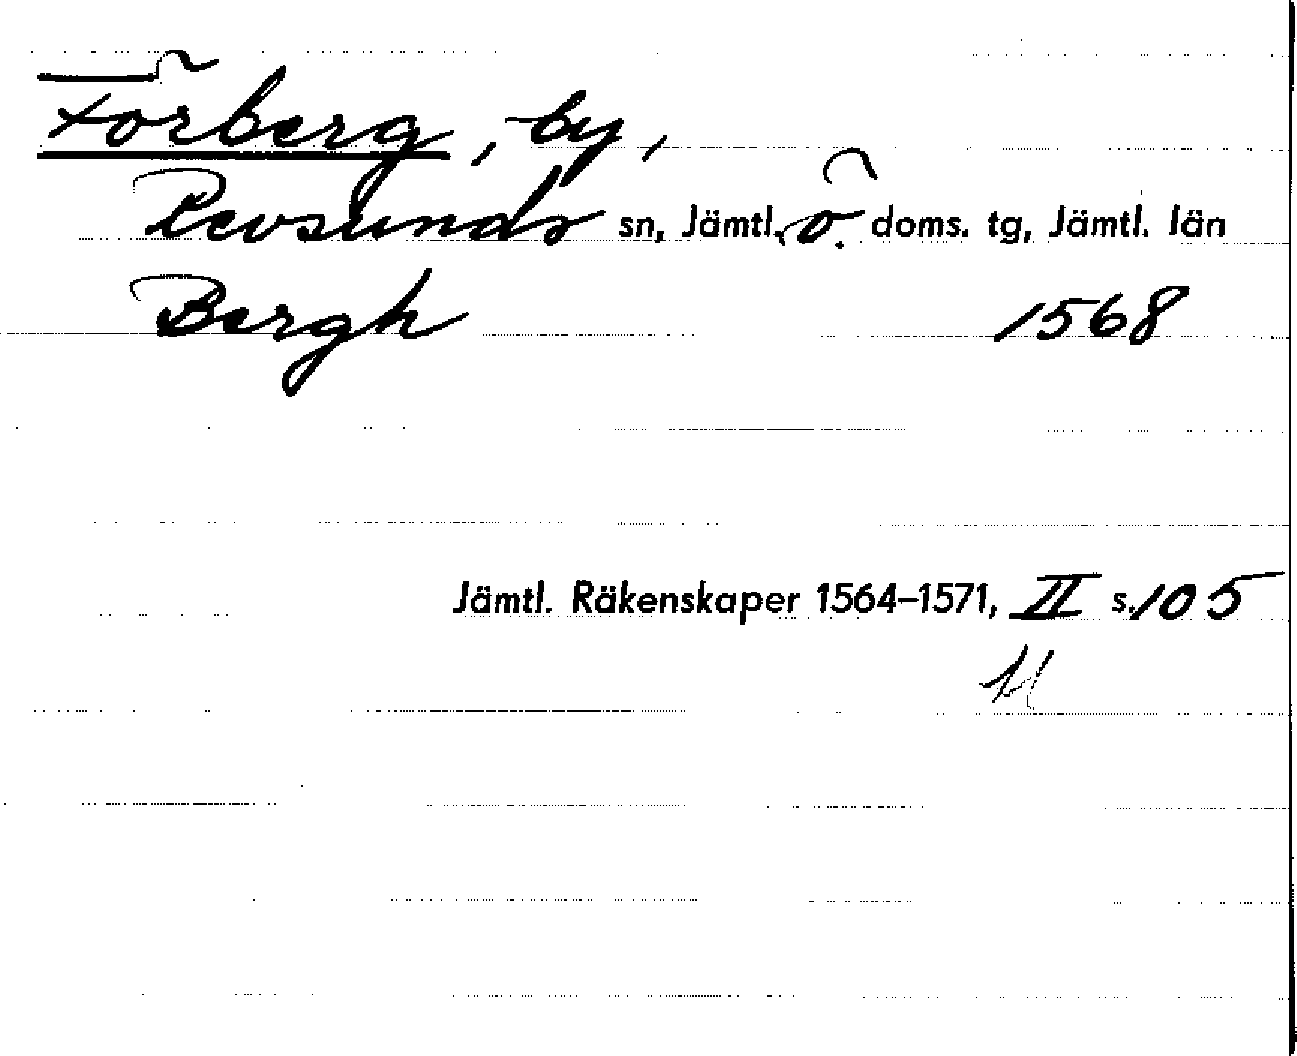 Förberg, by,
Revsunds sn, Jämtl. ö. doms. tg, Jämtl. län
Bergh 1568
Jämtl. Räkenskaper 1564–1571, II s. 105